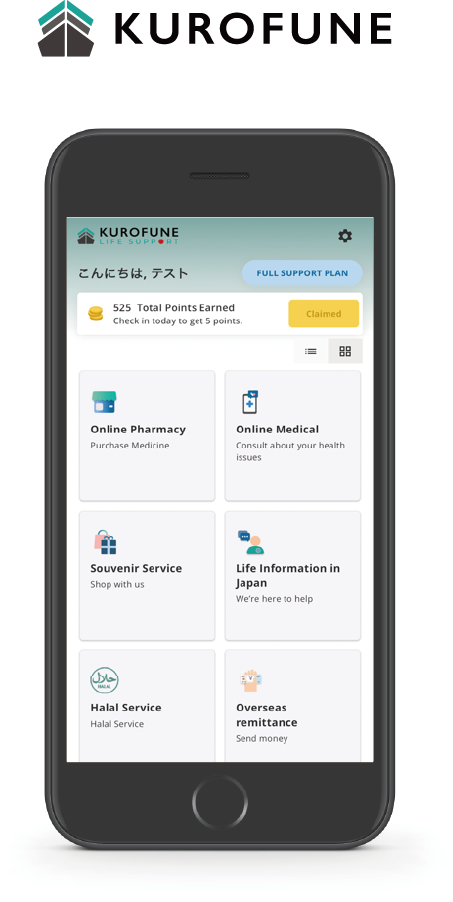 KUROFUNE
KUROFUNE
LIFE SUPPORT
こんにちは, テスト
FULL SUPPORT PLAN
525 Total Points Earned
Check in today to get 5 points.
Claimed
Online Pharmacy
Purchase Medicine
Online Medical
Consult about your health
issues
Souvenir Service
Shop with us
Life Information in
Japan
We're here to help
حلال
HALAL
Halal Service
Halal Service
Overseas
remittance
Send money